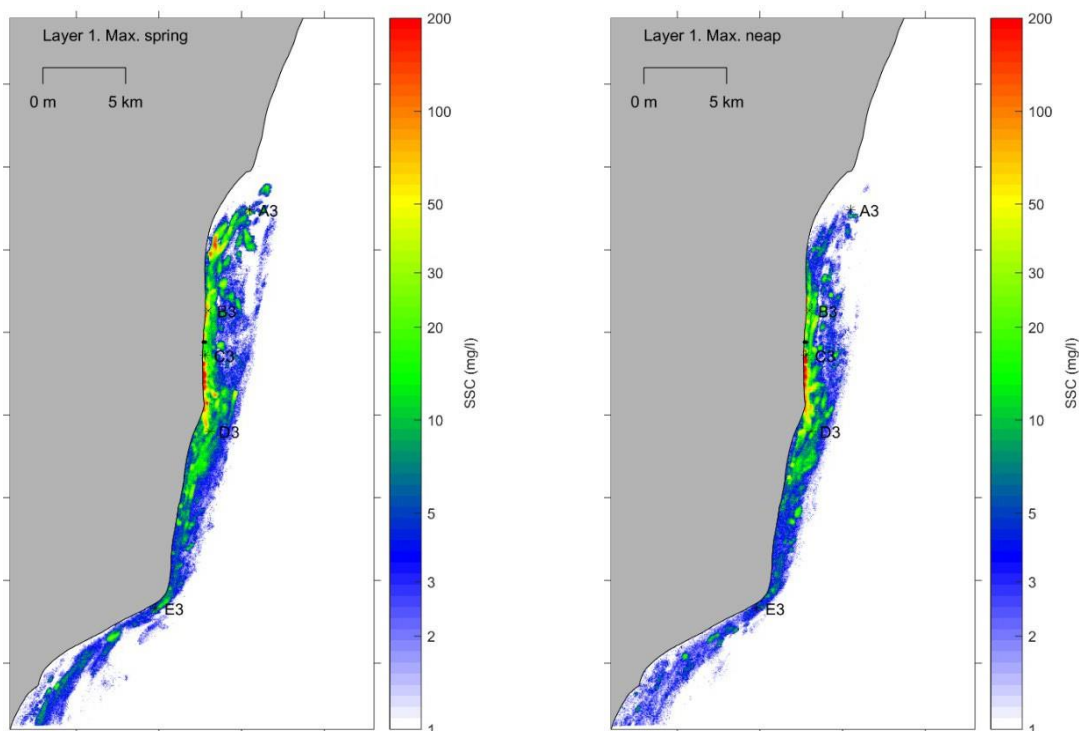 Layer 1. Max. spring
0 m 5 km
A3
B3
C3
D3
E3
200
100
50
30
20
10
5
3
2
1
SSC (mg/l)
Layer 1. Max. neap
0 m 5 km
A3
B3
C3
D3
E3
200
100
50
30
20
10
5
3
2
1
SSC (mg/l)